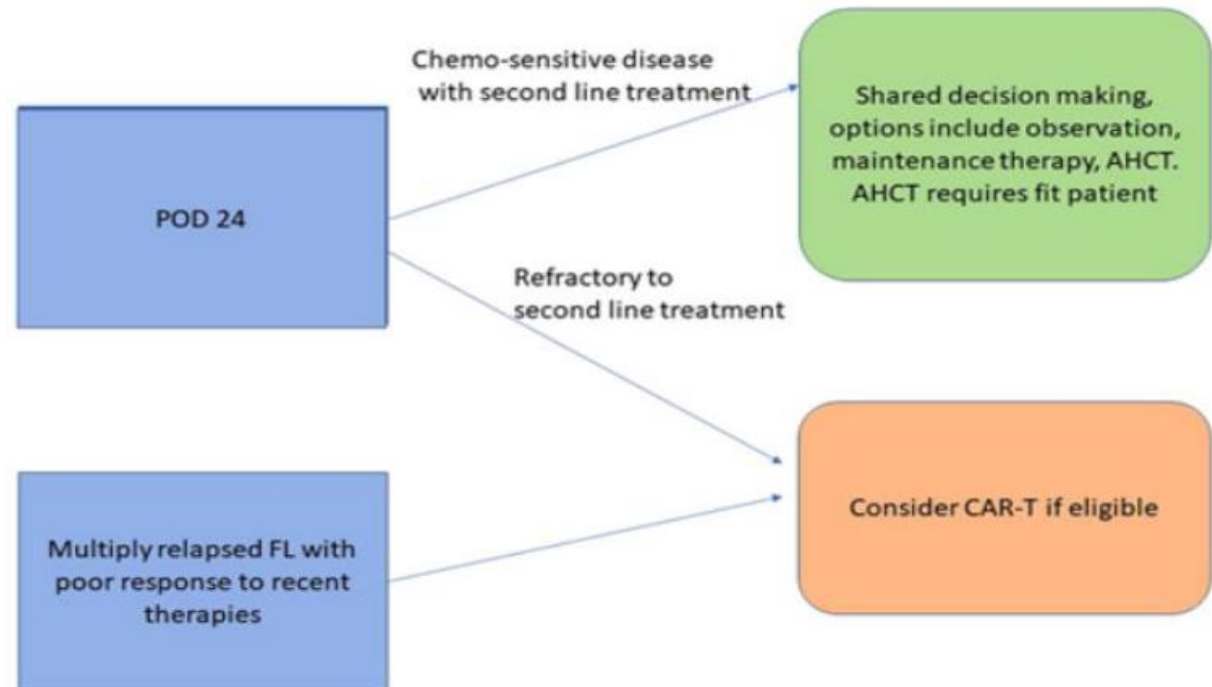 Chemo-sensitive disease
with second line treatment
Shared decision making,
options include observation,
maintenance therapy, AHCT.
AHCT requires fit patient
POD 24
Refractory to
second line treatment
Consider CAR-T if eligible
Multiply relapsed FL with
poor response to recent
therapies